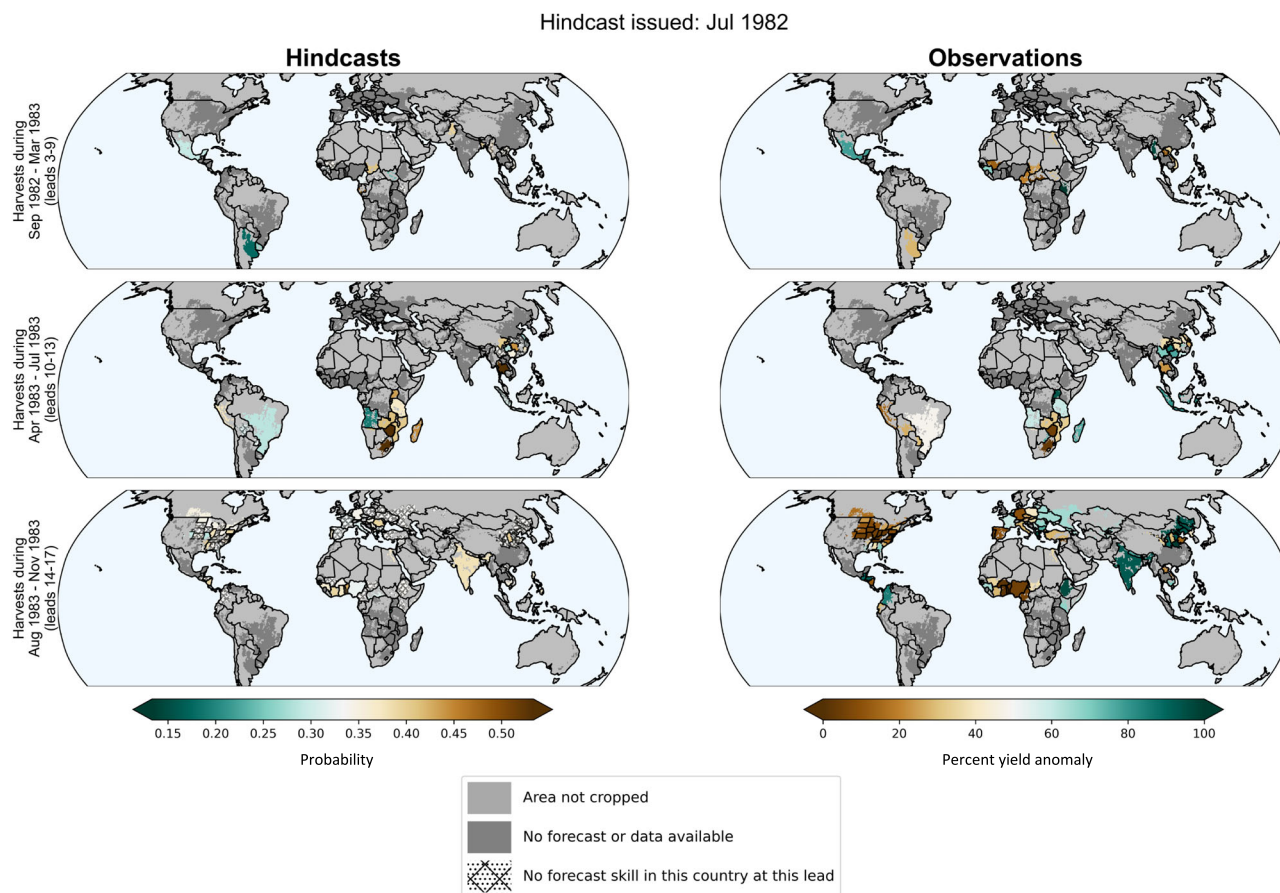 Hindcast issued: Jul 1982
Hindcasts
Observations
Harvests during
Sep 1982 - Mar 1983
(leads 3-9)
Harvests during
Apr 1983 - Jul 1983
(leads 10-13)
Harvests during
Aug 1983 - Nov 1983
(leads 14-17)
0.15 0.20 0.25 0.30 0.35 0.40 0.45 0.50
Probability
0 20 40 60 80 100
Percent yield anomaly
Area not cropped
No forecast or data available
No forecast skill in this country at this lead